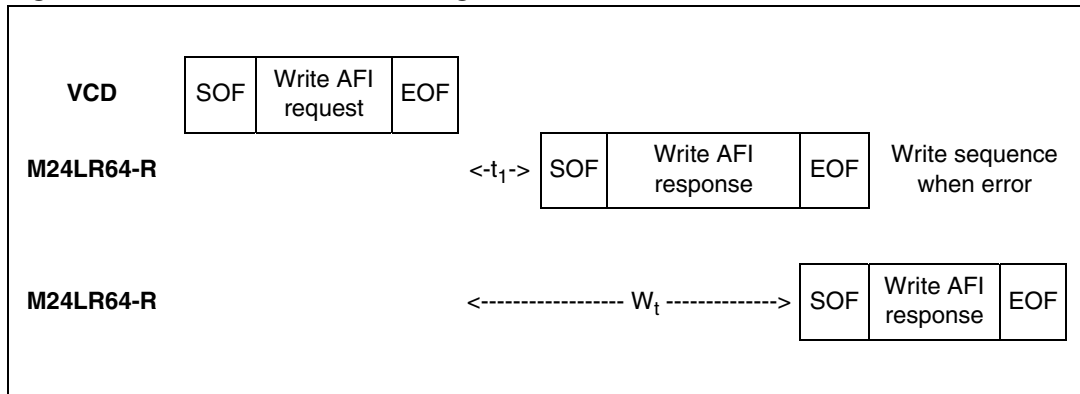 VCD SOF Write AFI request EOF
M24LR64-R <-t1-> SOF Write AFI response EOF Write sequence when error
M24LR64-R <------------------ Wt --------------> SOF Write AFI response EOF